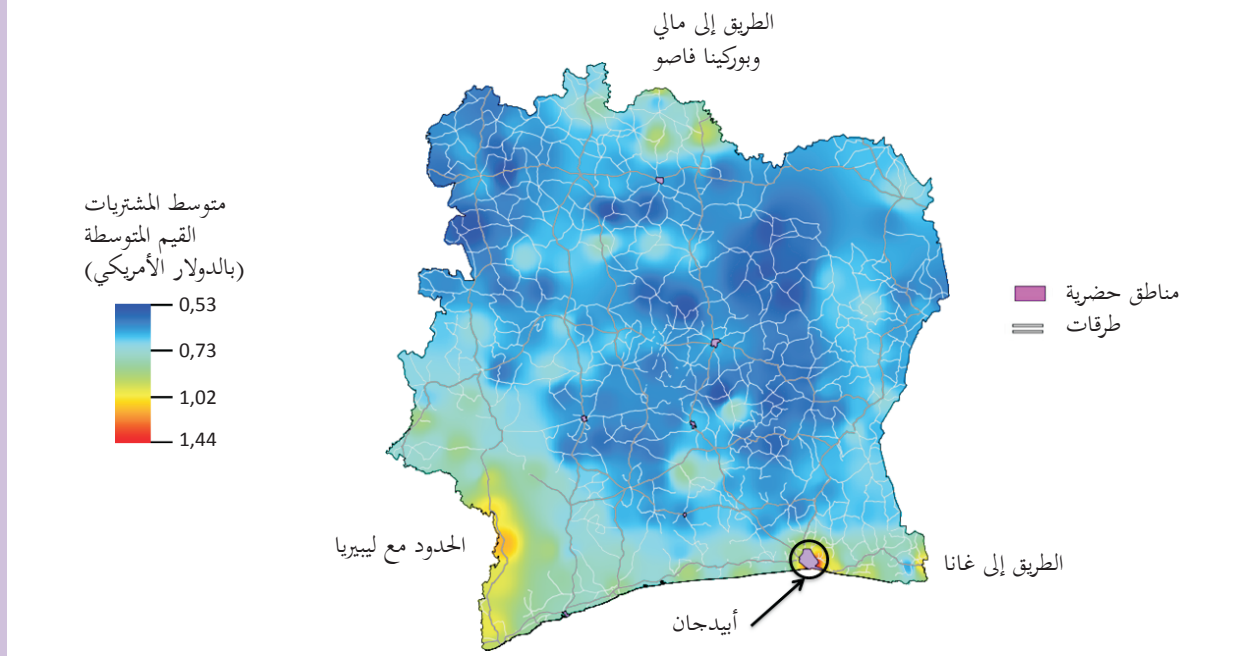 الطريق إلى مالي
وبوركينا فاصو
متوسط المشتريات
القيم المتوسطة
(بالدولار الأمريكي)
0,53
0,73
1,02
1,44
مناطق حضرية
طرقات
الحدود مع ليبيريا
الطريق إلى غانا
أبيدجان